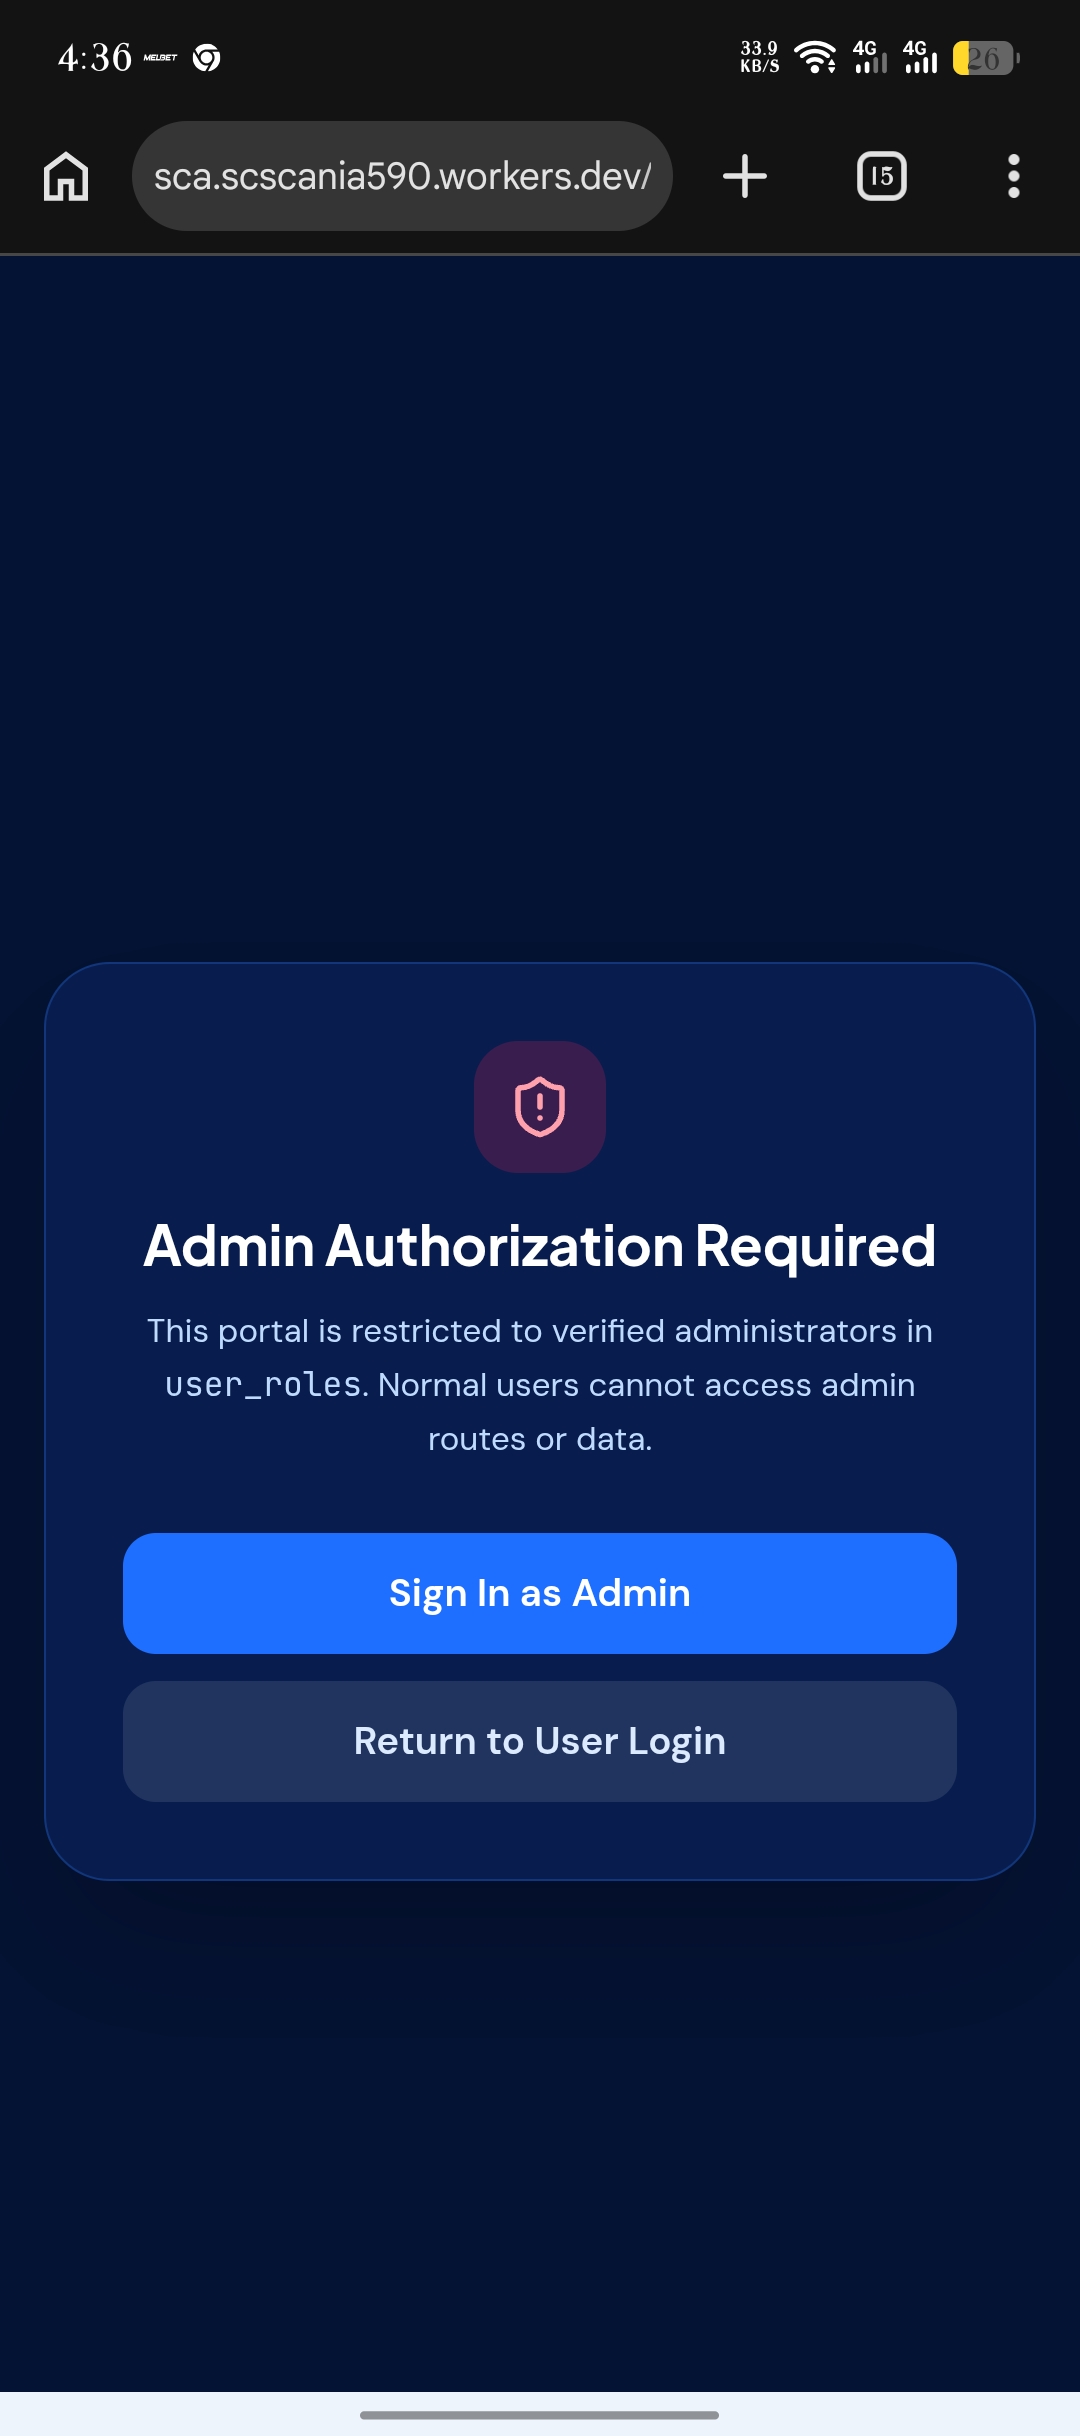 4:36 MELBET 33.9 KB/S 4G 4G 26
sca.scscania590.workers.dev/ 15
Admin Authorization Required
This portal is restricted to verified administrators in
user_roles. Normal users cannot access admin
routes or data.
Sign In as Admin
Return to User Login